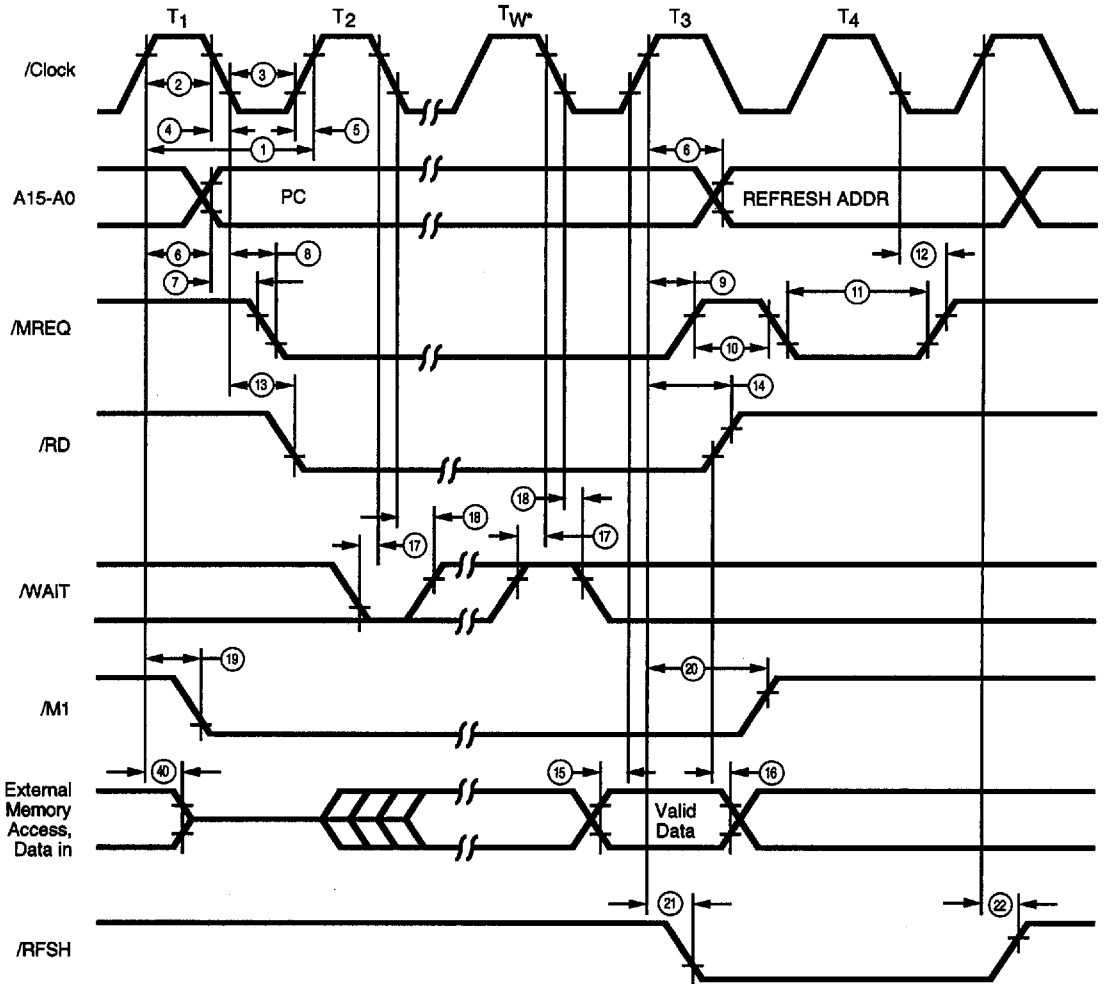 T1 T2 TW* T3 T4
/Clock
2 3
4 5
1 6
A15-A0 PC REFRESH ADDR
6 8 12
7 9 11
/MREQ
10
13 14
/RD
18
18 17 17
/WAIT
19 20
/M1
40 15 16
External
Memory
Access,
Data in
Valid
Data
21 22
/RFSH